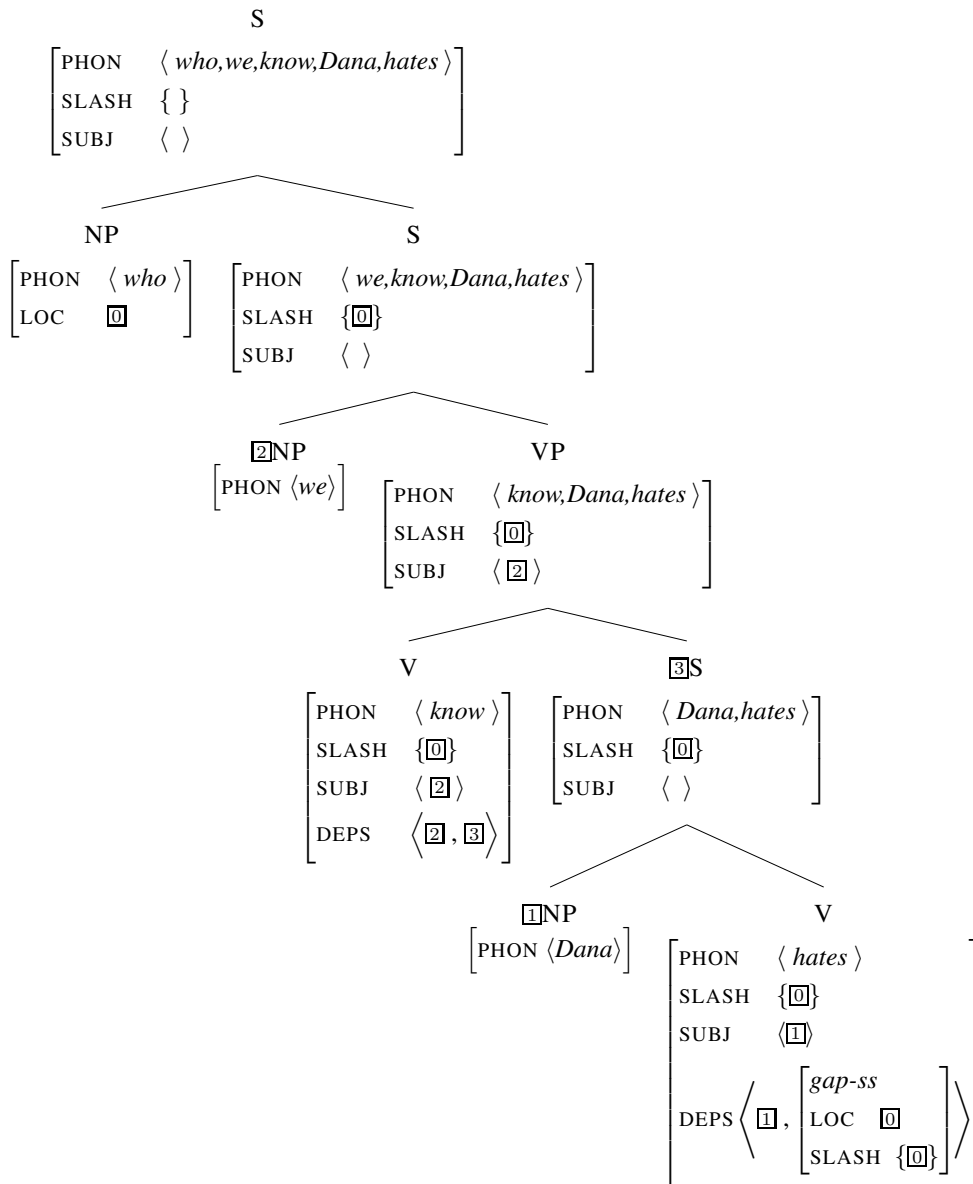 S
PHON ⟨ who,we,know,Dana,hates ⟩
SLASH { }
SUBJ ⟨ ⟩
NP S
PHON ⟨ who ⟩ PHON ⟨ we,know,Dana,hates ⟩
LOC 0 SLASH {0}
SUBJ ⟨ ⟩
2NP VP
[PHON ⟨we⟩] PHON ⟨ know,Dana,hates ⟩
SLASH {0}
SUBJ ⟨ 2 ⟩
V 3S
PHON ⟨ know ⟩ PHON ⟨ Dana,hates ⟩
SLASH {0} SLASH {0}
SUBJ ⟨ 2 ⟩ SUBJ ⟨ ⟩
DEPS ⟨2 , 3⟩
1NP V
[PHON ⟨Dana⟩] PHON ⟨ hates ⟩
SLASH {0}
SUBJ ⟨1⟩
gap-ss
DEPS ⟨ 1 , LOC 0 ⟩
SLASH {0}